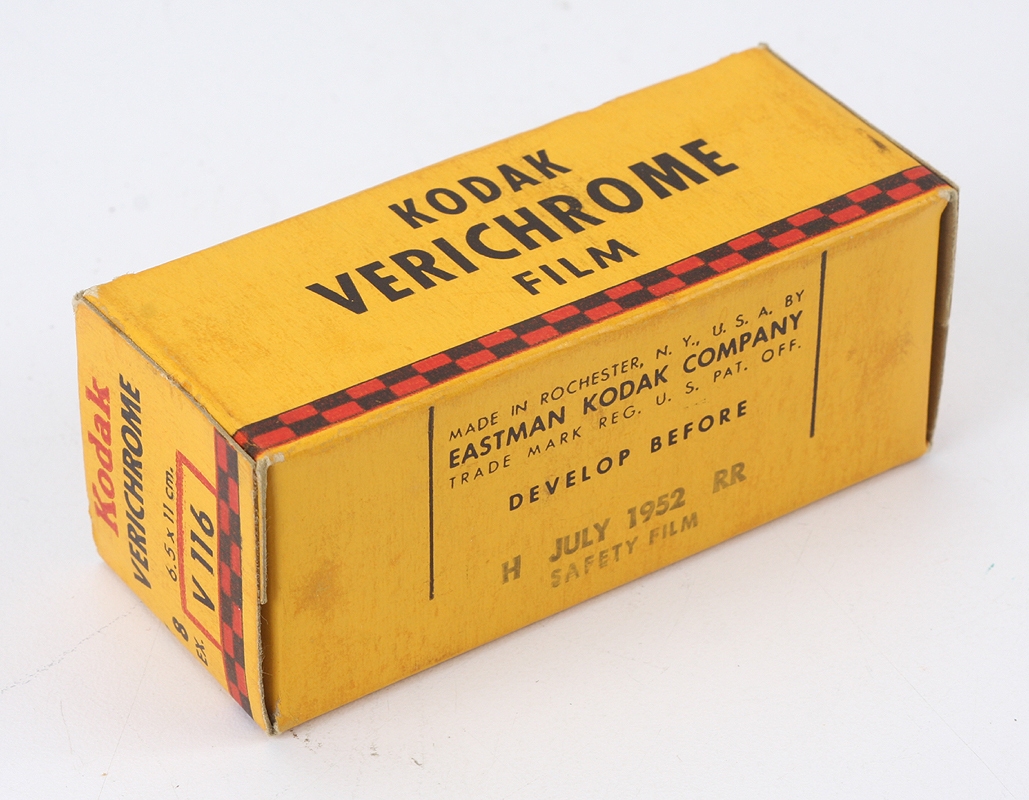 KODAK
VERICHROME
FILM
MADE IN ROCHESTER, N. Y., U. S. A. BY
EASTMAN KODAK COMPANY
TRADE MARK REG. U. S. PAT. OFF.
DEVELOP BEFORE
H JULY 1952 RR
SAFETY FILM
Kodak
VERICHROME
6.5 x 11 cm.
V 116
8
EX.